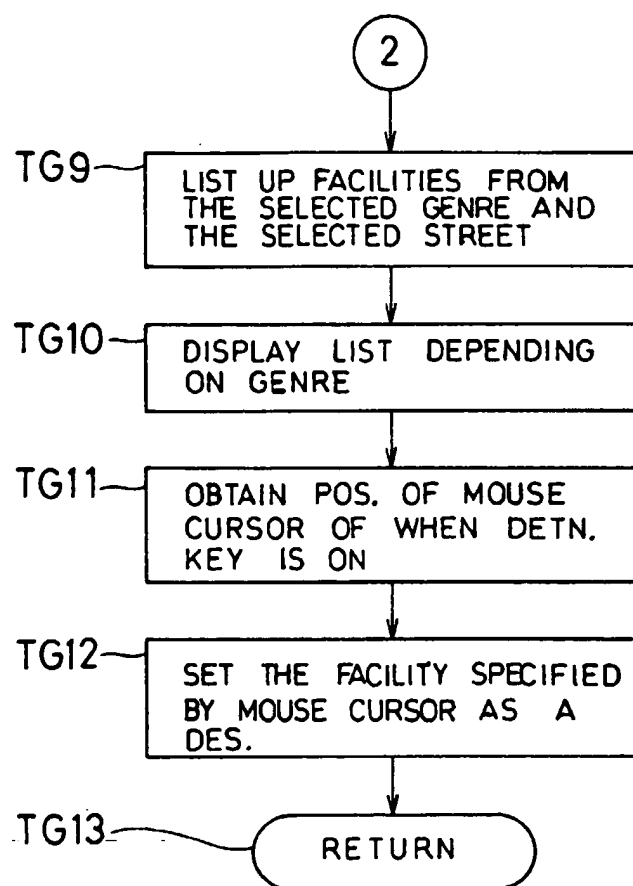 2
TG9
LIST UP FACILITIES FROM
THE SELECTED GENRE AND
THE SELECTED STREET
TG10
DISPLAY LIST DEPENDING
ON GENRE
TG11
OBTAIN POS. OF MOUSE
CURSOR OF WHEN DETN.
KEY IS ON
TG12
SET THE FACILITY SPECIFIED
BY MOUSE CURSOR AS A
DES.
TG13
RETURN